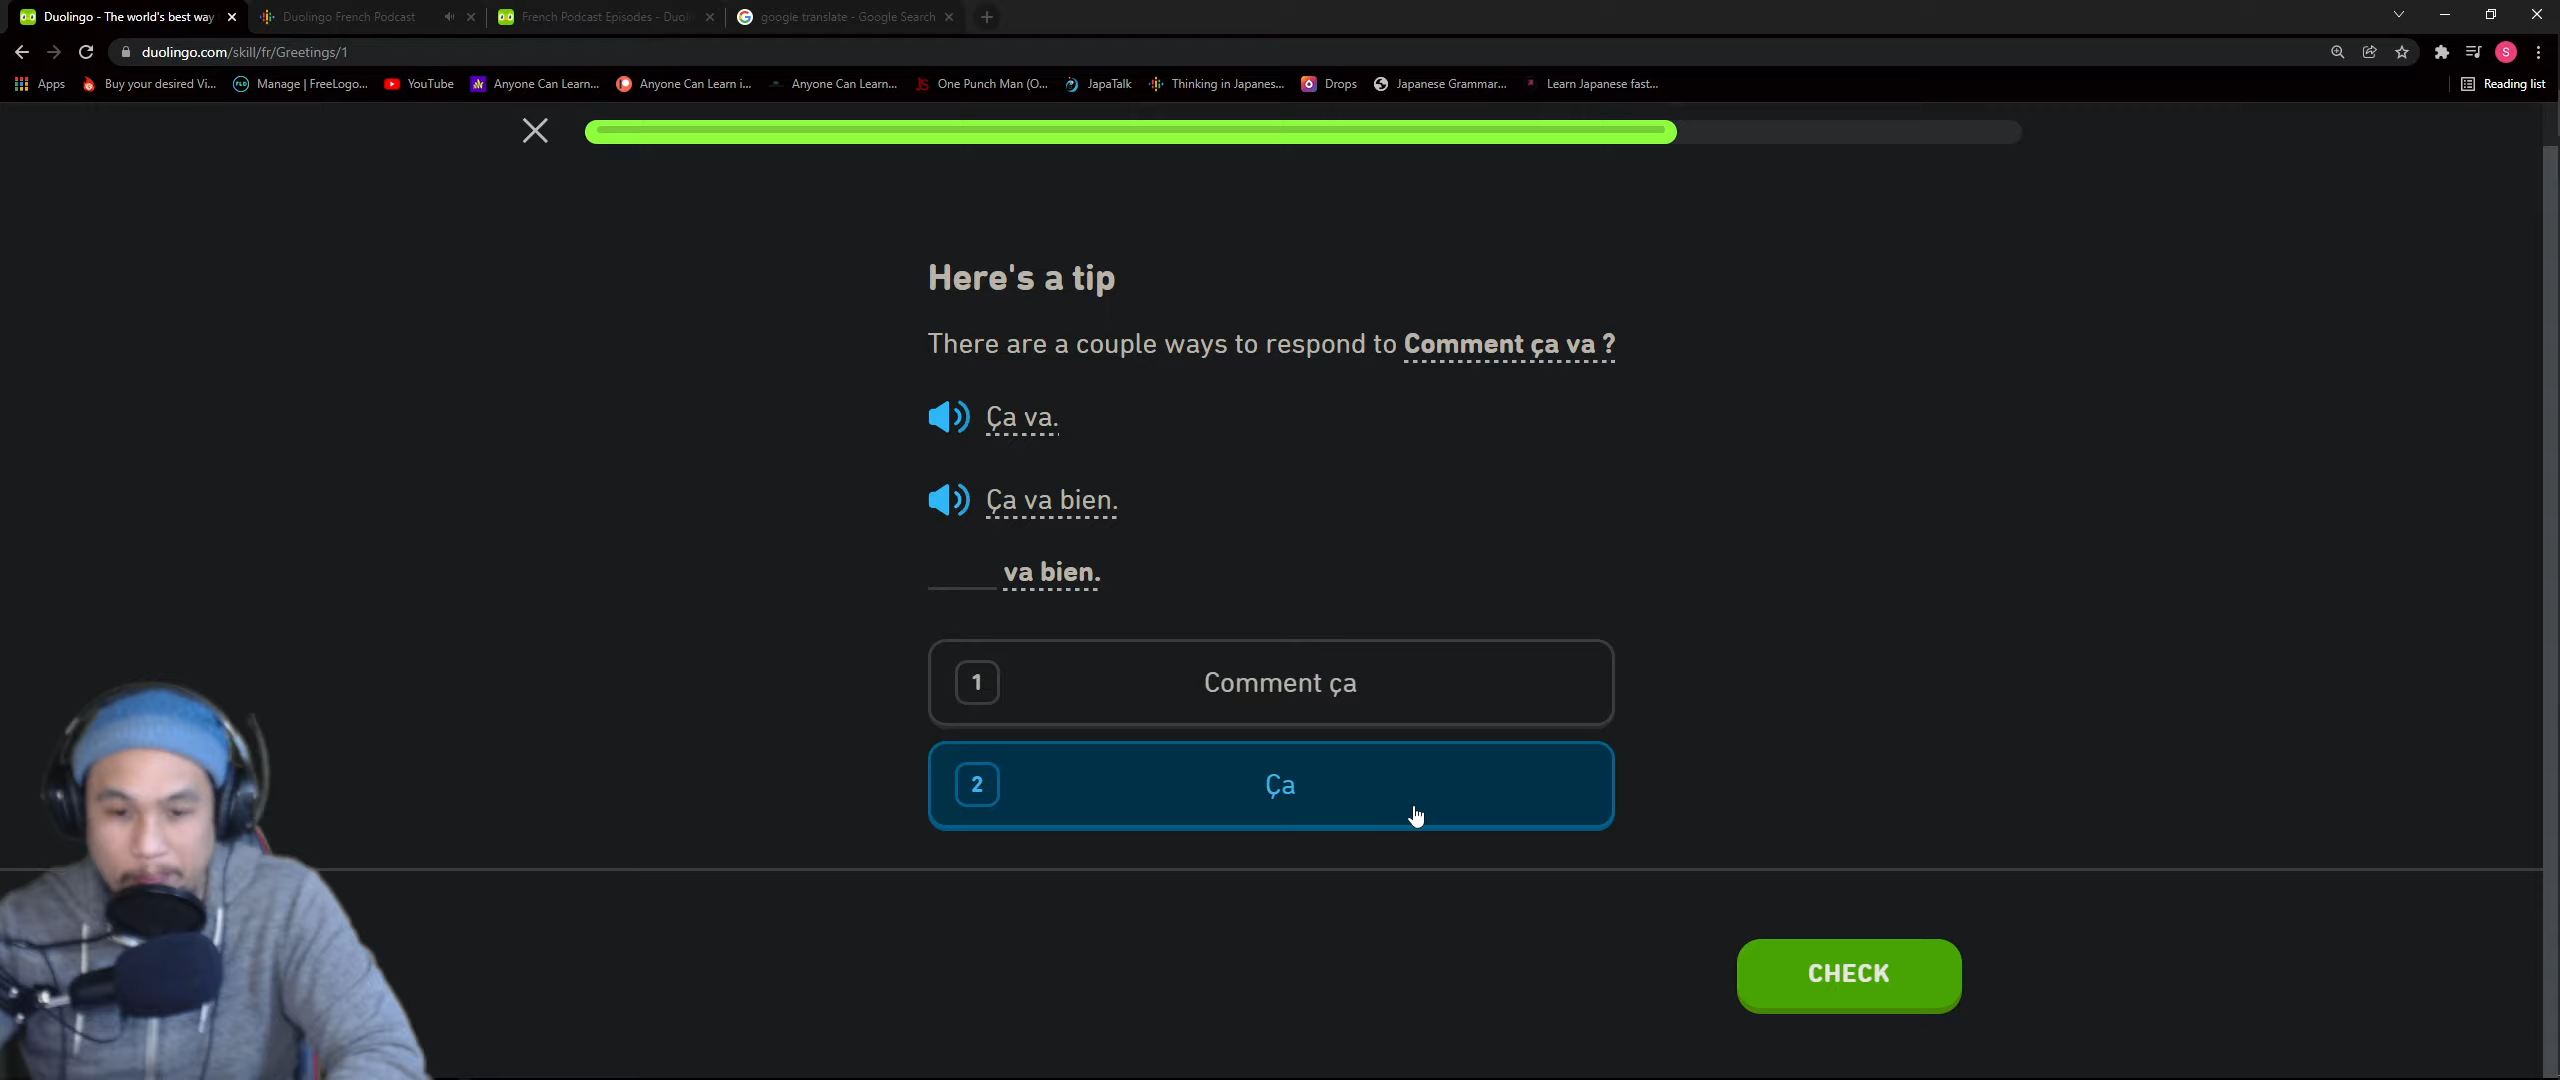 Duolingo - The world's best way
Duolingo French Podcast
French Podcast Episodes - Duoli
google translate - Google Search
duolingo.com/skill/fr/Greetings/1
S
Apps
Buy your desired Vi...
Manage | FreeLogo...
YouTube
Anyone Can Learn...
Anyone Can Learn i...
Anyone Can Learn...
One Punch Man (O...
JapaTalk
Thinking in Japanes...
Drops
Japanese Grammar...
Learn Japanese fast...
Reading list
Here's a tip
There are a couple ways to respond to Comment ça va ?
Ça va.
Ça va bien.
_____ va bien.
1 Comment ça
2 Ça
CHECK